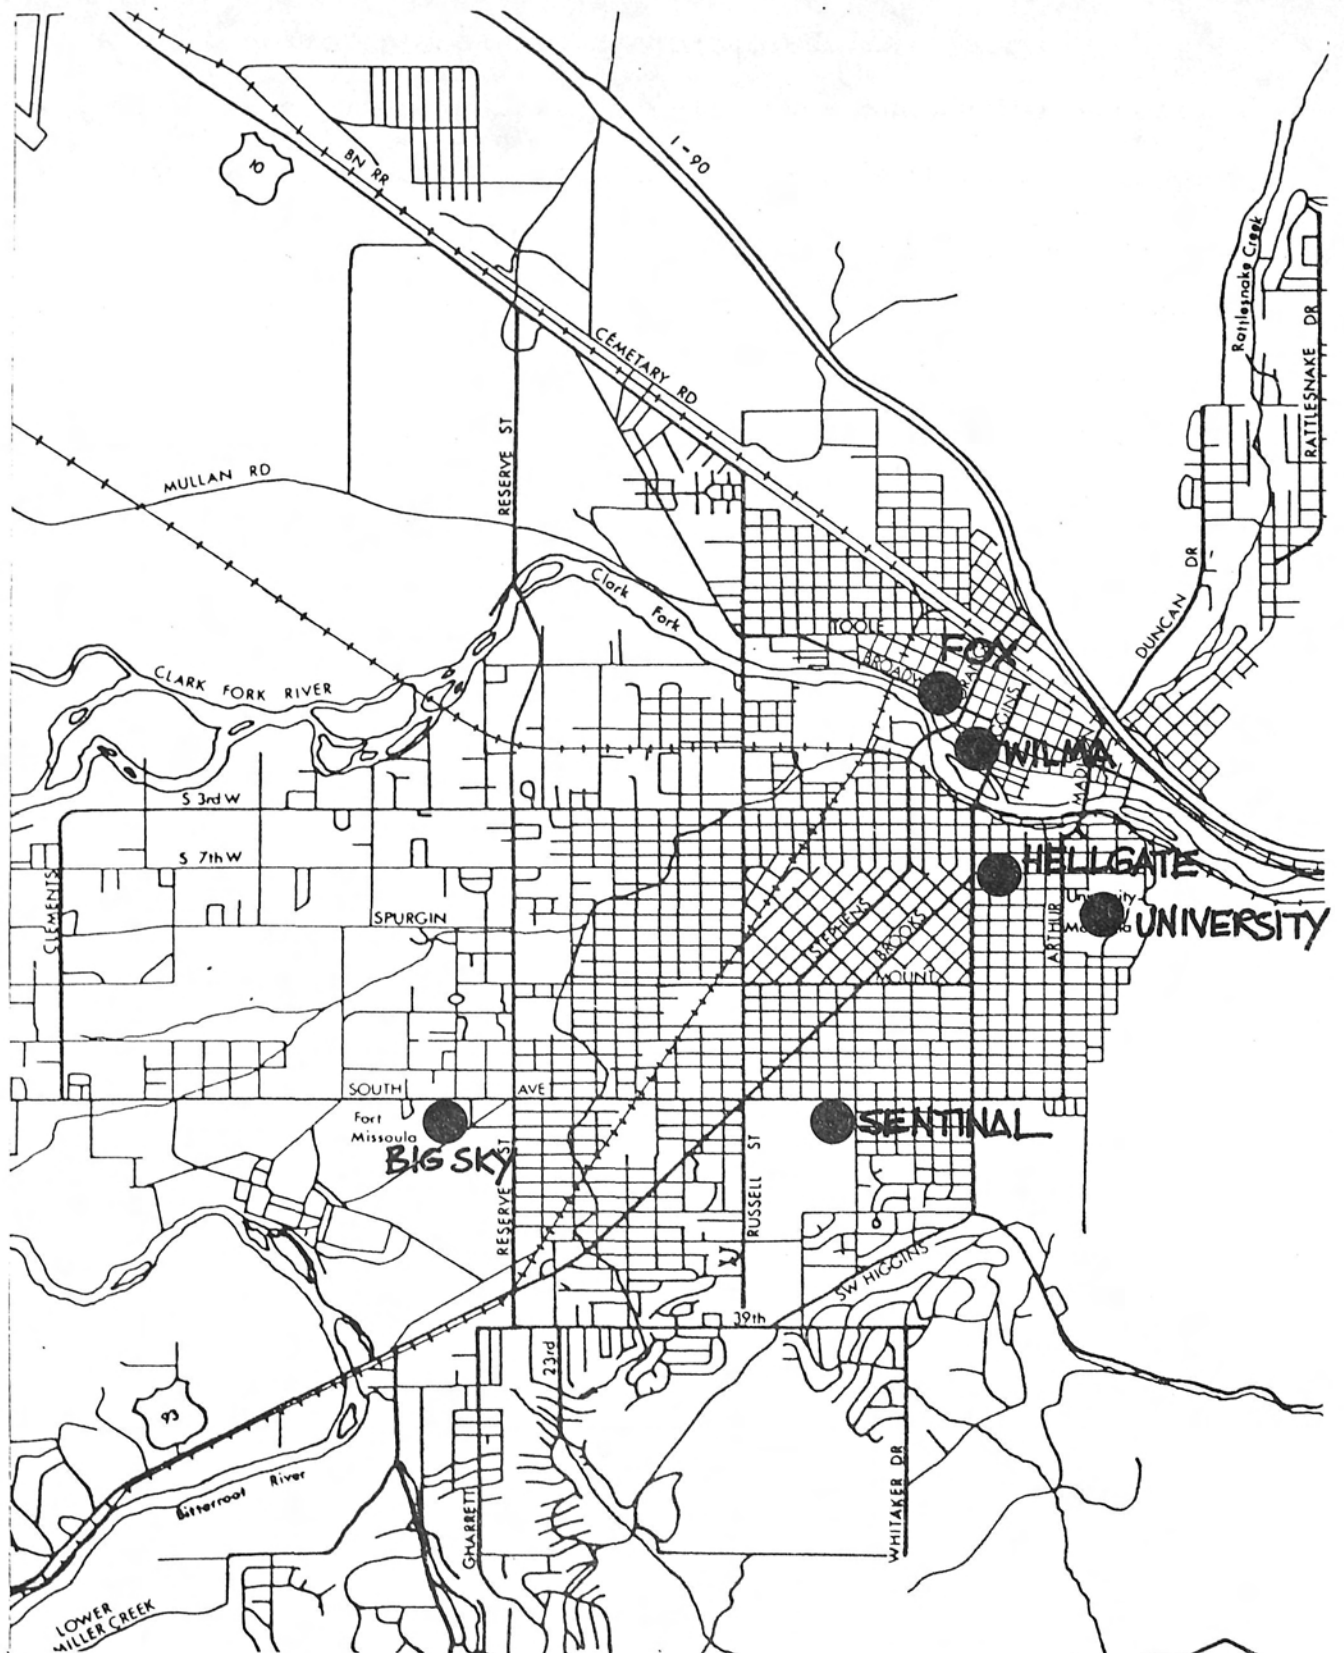 I-90
10
BN RR
Rattlesnake Creek
RATTLESNAKE DR
CEMETARY RD
RESERVE ST
MULLAN RD
DUNCAN DR
Clark Fork
TOOLE
FOX
CLARK FORK RIVER
WILMA
S 3rd W
S 7th W
HELLGATE
CLEMENTS
SPURGIN
STEPHENS
BROOKS
MOUNT
ARTHUR
UNIVERSITY
SOUTH AVE
Fort
Missoula
BIG SKY
SENTINAL
RESERVE ST
RUSSELL ST
SW HIGGINS
39th
23rd
93
Bitterroot River
GHARRETT
WHITAKER DR
LOWER
MILLER CREEK